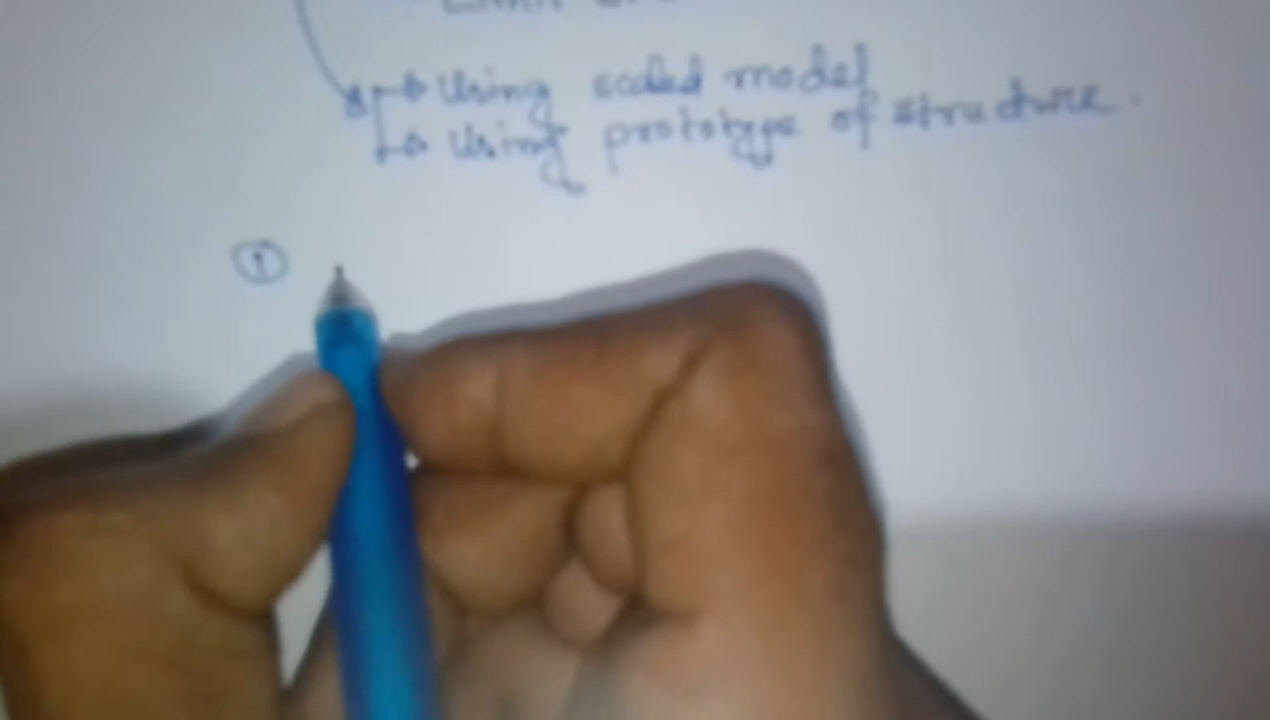 Using scaled model
Using prototype of structure.
①